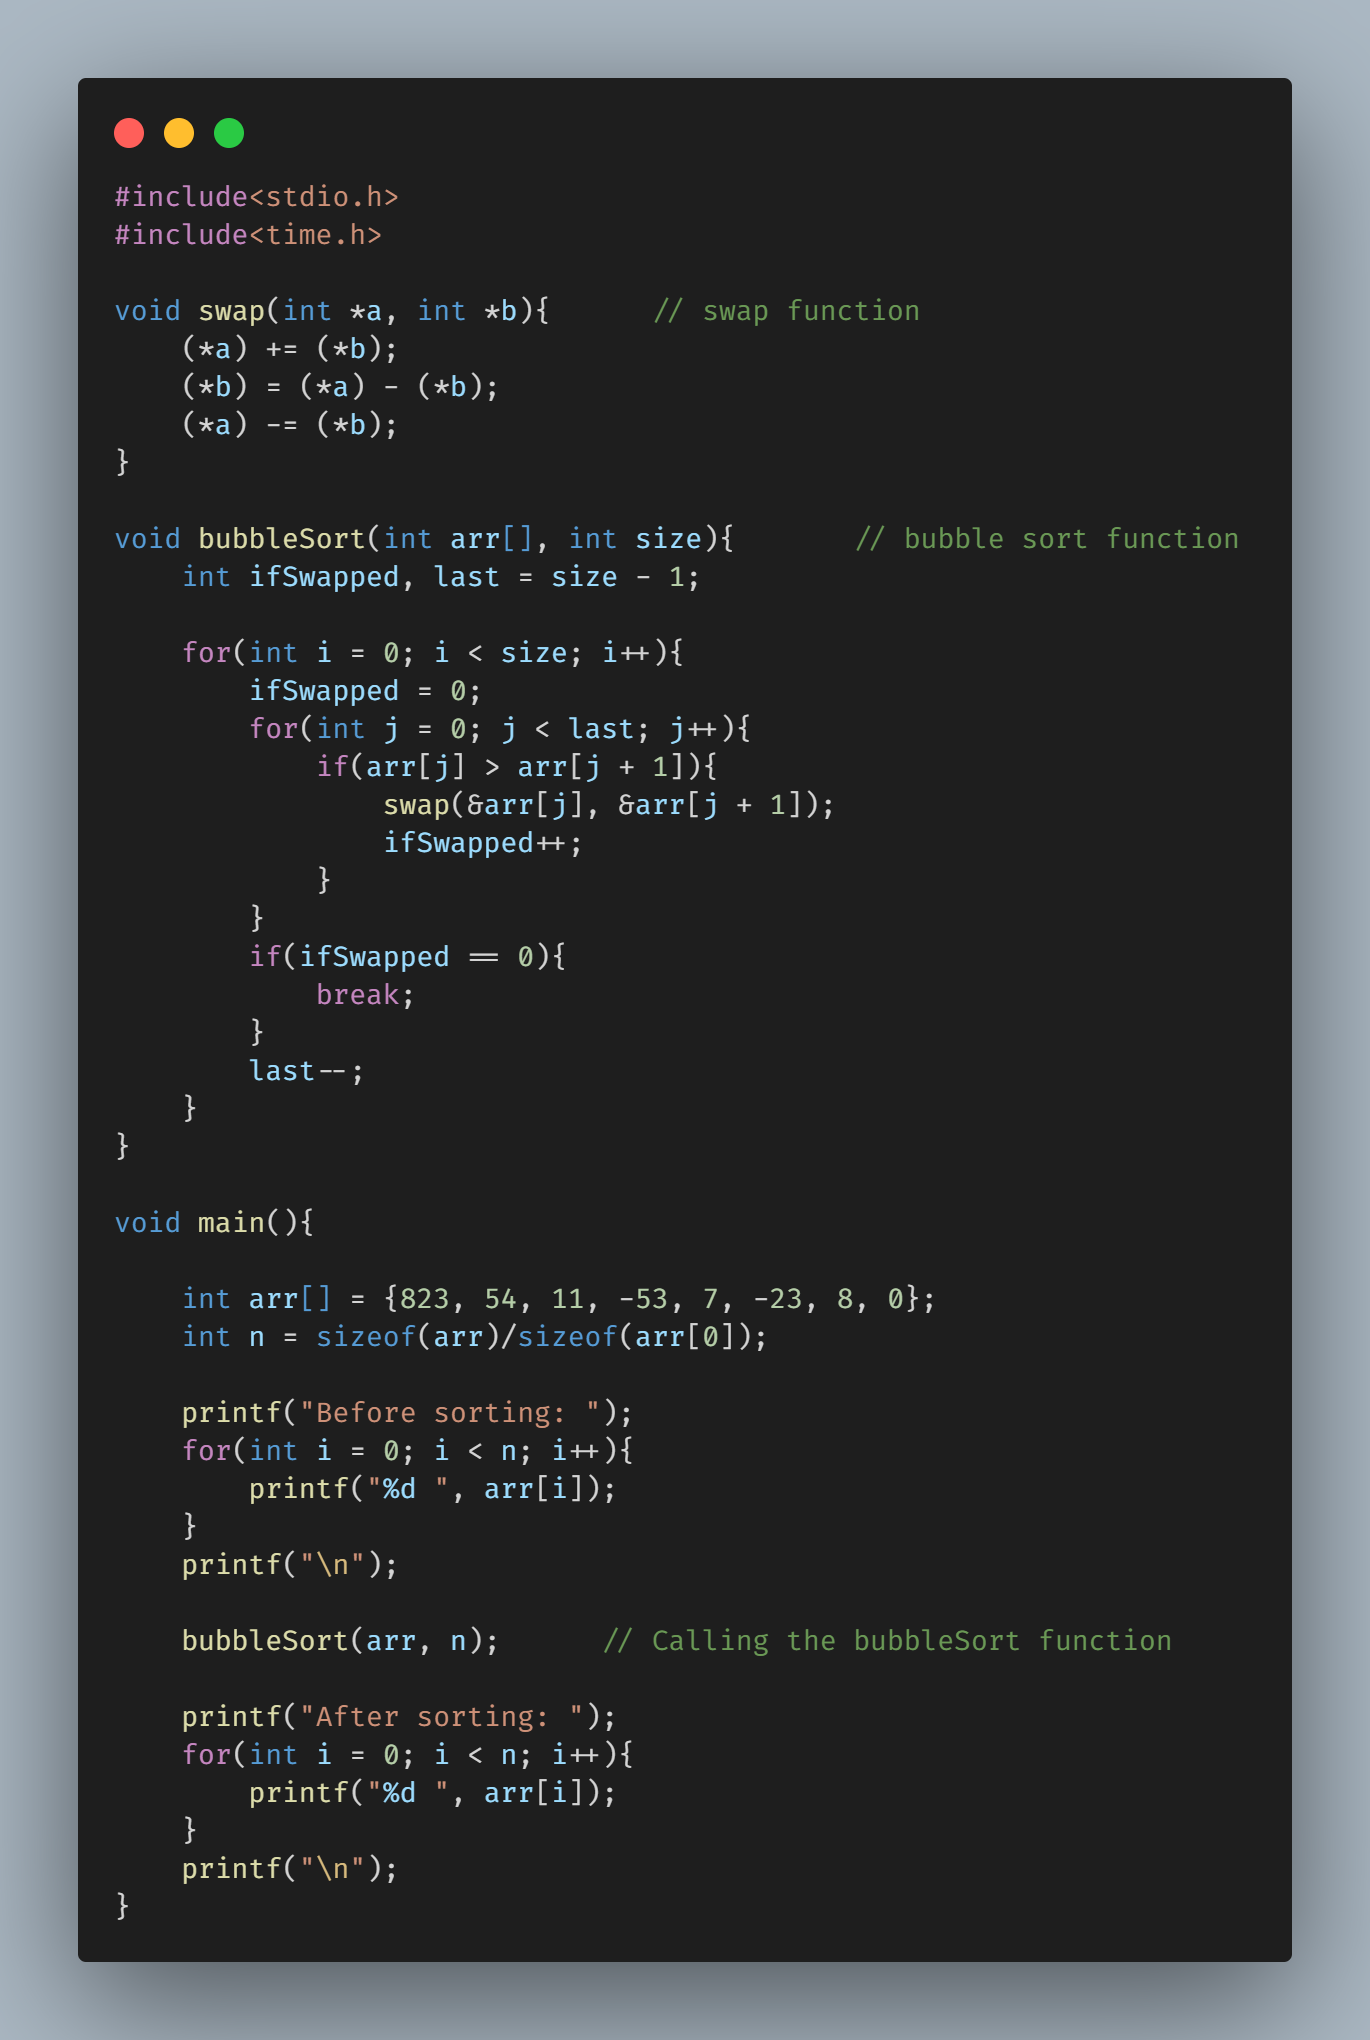 #include<stdio.h>
#include<time.h>

void swap(int *a, int *b){      // swap function
    (*a) += (*b);
    (*b) = (*a) - (*b);
    (*a) -= (*b);
}

void bubbleSort(int arr[], int size){       // bubble sort function
    int ifSwapped, last = size - 1;

    for(int i = 0; i < size; i++){
        ifSwapped = 0;
        for(int j = 0; j < last; j++){
            if(arr[j] > arr[j + 1]){
                swap(&arr[j], &arr[j + 1]);
                ifSwapped++;
            }
        }
        if(ifSwapped == 0){
            break;
        }
        last--;
    }
}

void main(){

    int arr[] = {823, 54, 11, -53, 7, -23, 8, 0};
    int n = sizeof(arr)/sizeof(arr[0]);

    printf("Before sorting: ");
    for(int i = 0; i < n; i++){
        printf("%d ", arr[i]);
    }
    printf("\n");

    bubbleSort(arr, n);      // Calling the bubbleSort function

    printf("After sorting: ");
    for(int i = 0; i < n; i++){
        printf("%d ", arr[i]);
    }
    printf("\n");
}